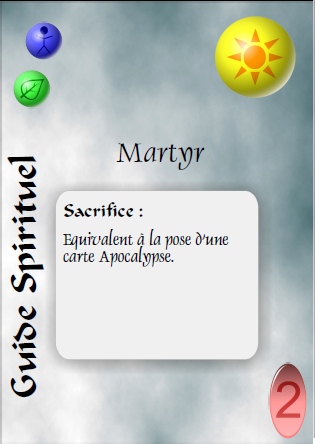 Martyr
Guide Spirituel
Sacrifice :
Equivalent à la pose d'une
carte Apocalypse.
2